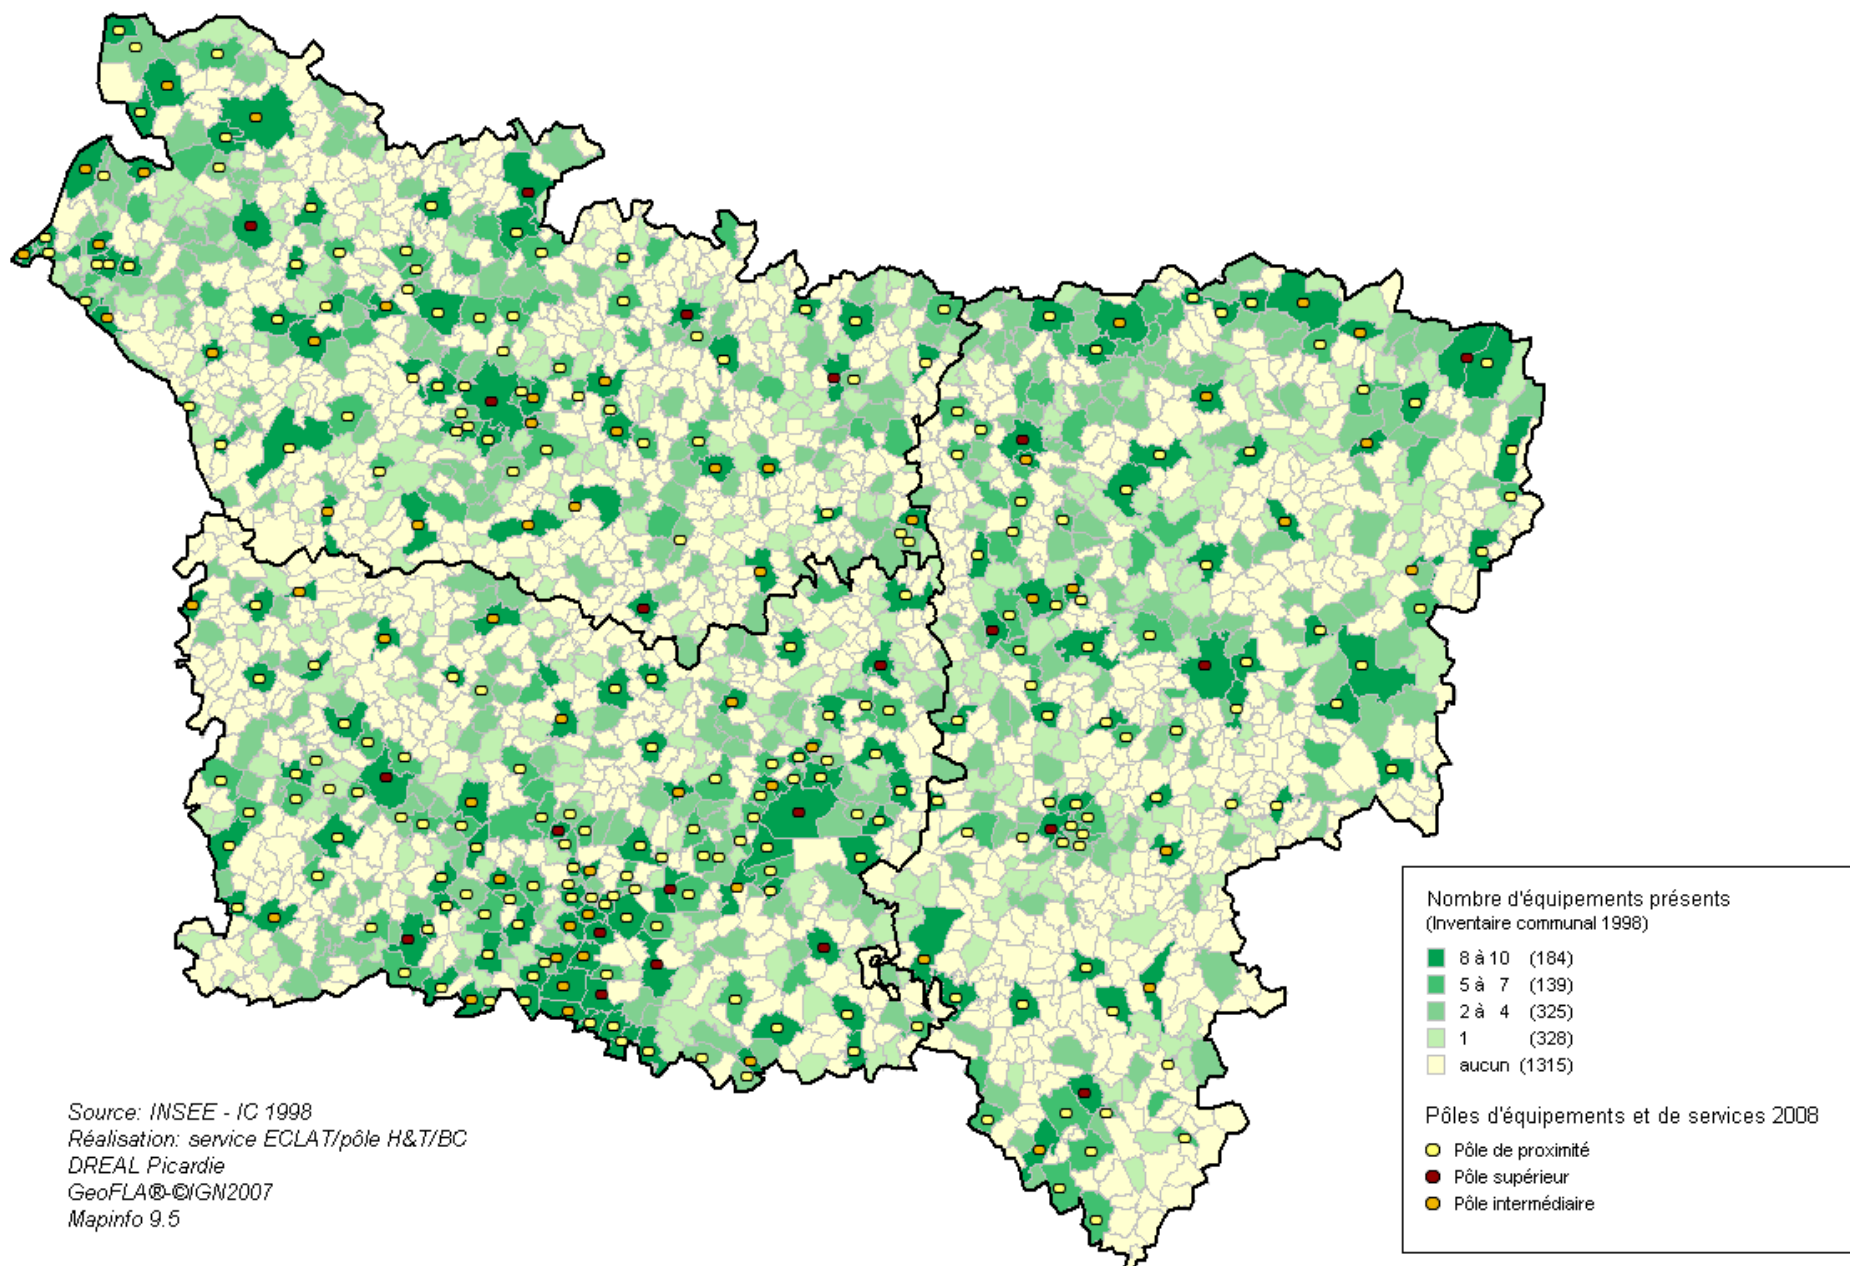 Nombre d'équipements présents
(Inventaire communal 1998)
8 à 10 (184)
5 à 7 (139)
2 à 4 (325)
1 (328)
aucun (1315)
Pôles d'équipements et de services 2008
Pôle de proximité
Pôle supérieur
Pôle intermédiaire
Source: INSEE - IC 1998
Réalisation: service ECLAT/pôle H&T/BC
DREAL Picardie
GeoFLA®-©IGN2007
Mapinfo 9.5